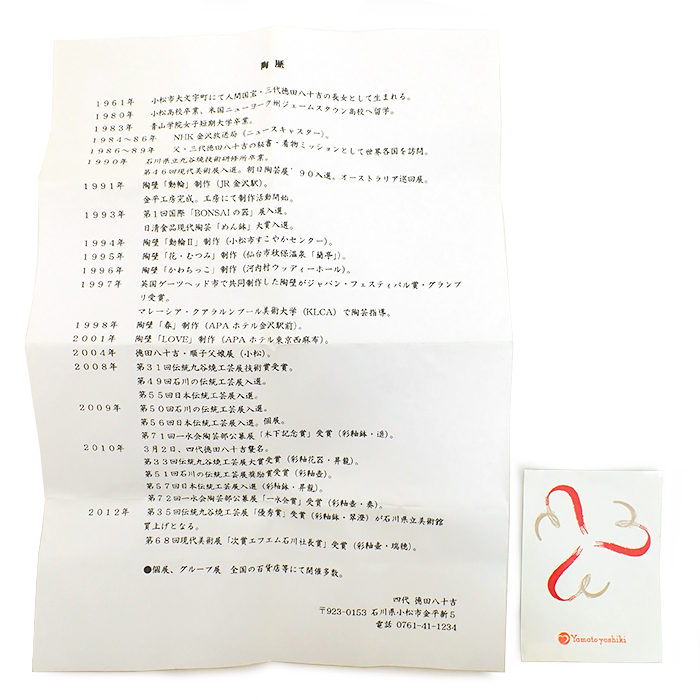 陶歴
1961年 小松市大文字町にて人間国宝・三代徳田八十吉の長女として生まれる。
1980年 小松高校卒業、米国ニューヨーク州ジェームスタウン高校へ留学。
1983年 青山学院女子短期大学卒業。
1984～86年 NHK金沢放送局(ニュースキャスター)。
1986～89年 父・三代徳田八十吉の秘書・着物ミッションとして世界各国を訪問。
1990年 石川県立九谷焼技術研修所卒業。
第46回現代美術展入選。朝日陶芸展'90入選、オーストラリア巡回展。
1991年 陶壁「動輪」制作(JR金沢駅)。
金平工房完成。工房にて制作活動開始。
1993年 第1回国際「BONSAIの器」展入選。
日清食品現代陶芸「めん鉢」大賞入選。
1994年 陶壁「動輪Ⅱ」制作(小松市すこやかセンター)。
1995年 陶壁「花・むつみ」制作(仙台市秋保温泉「蘭亭」)。
1996年 陶壁「かわちっこ」制作(河内村ウッディーホール)。
1997年 英国ゲーツヘッド市で共同制作した陶壁がジャパン・フェスティバル賞・グランプ
リ受賞。
マレーシア・クアラルンプール美術大学(KLCA)で陶芸指導。
1998年 陶壁「春」制作(APAホテル金沢駅前)。
2001年 陶壁「LOVE」制作(APAホテル東京西麻布)。
2004年 徳田八十吉・順子父娘展(小松)。
2008年 第31回伝統九谷焼工芸展技術賞受賞。
第49回石川の伝統工芸展入選。
第55回日本伝統工芸展入選。
2009年 第50回石川の伝統工芸展入選。
第56回日本伝統工芸展入選。個展。
第71回一水会陶芸部公募展「木下記念賞」受賞(彩釉鉢・遥)。
2010年 3月2日、四代徳田八十吉襲名。
第33回伝統九谷焼工芸展大賞受賞(彩釉花器・昇龍)。
第51回石川の伝統工芸展奨励賞受賞(彩釉壺)。
第57回日本伝統工芸展入選(彩釉鉢・昇龍)。
第72回一水会陶芸部公募展「一水会賞」受賞(彩釉壺・奏)。
2012年 第35回伝統九谷焼工芸展「優秀賞」受賞(彩釉鉢・翠澄)が石川県立美術館
買上げとなる。
第68回現代美術展「次賞エフエム石川社長賞」受賞(彩釉壺・瑞穂)。
●個展、グループ展 全国の百貨店等にて開催多数。
四代 徳田八十吉
〒923-0153 石川県小松市金平町5
電話 0761-41-1234
Yamatoyashiki